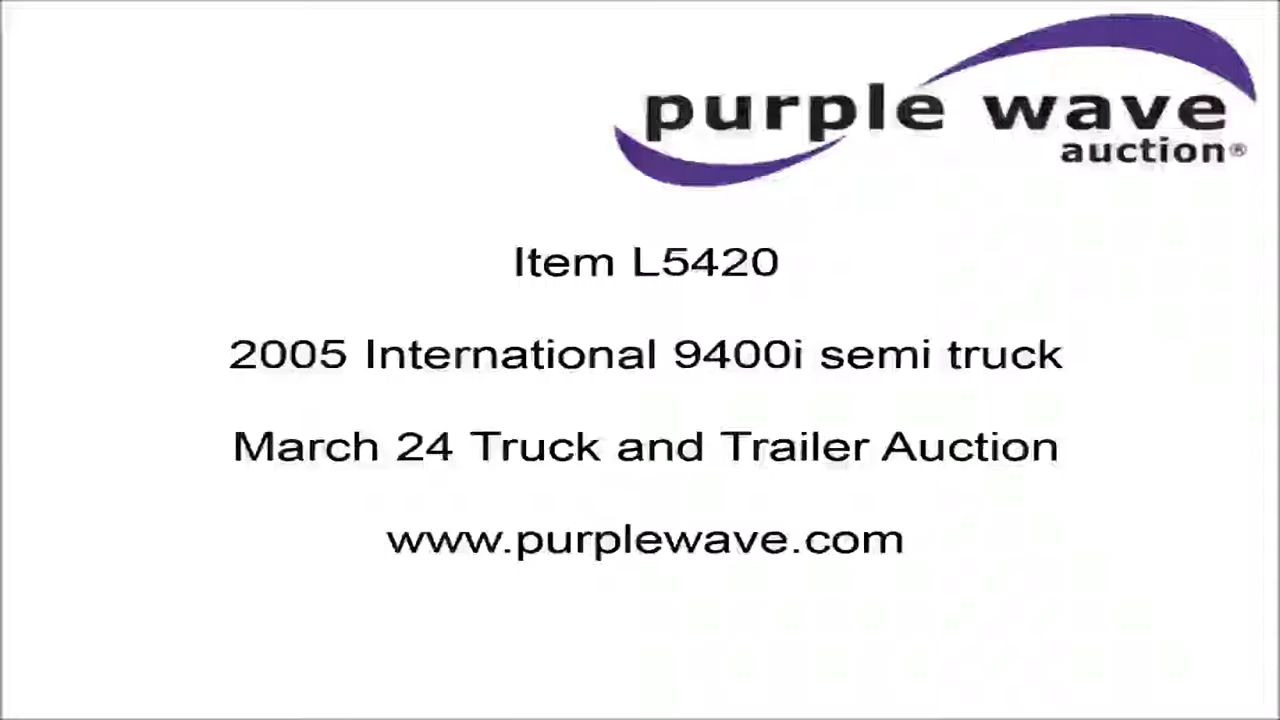 purple wave
auction®
Item L5420
2005 International 9400i semi truck
March 24 Truck and Trailer Auction
www.purplewave.com